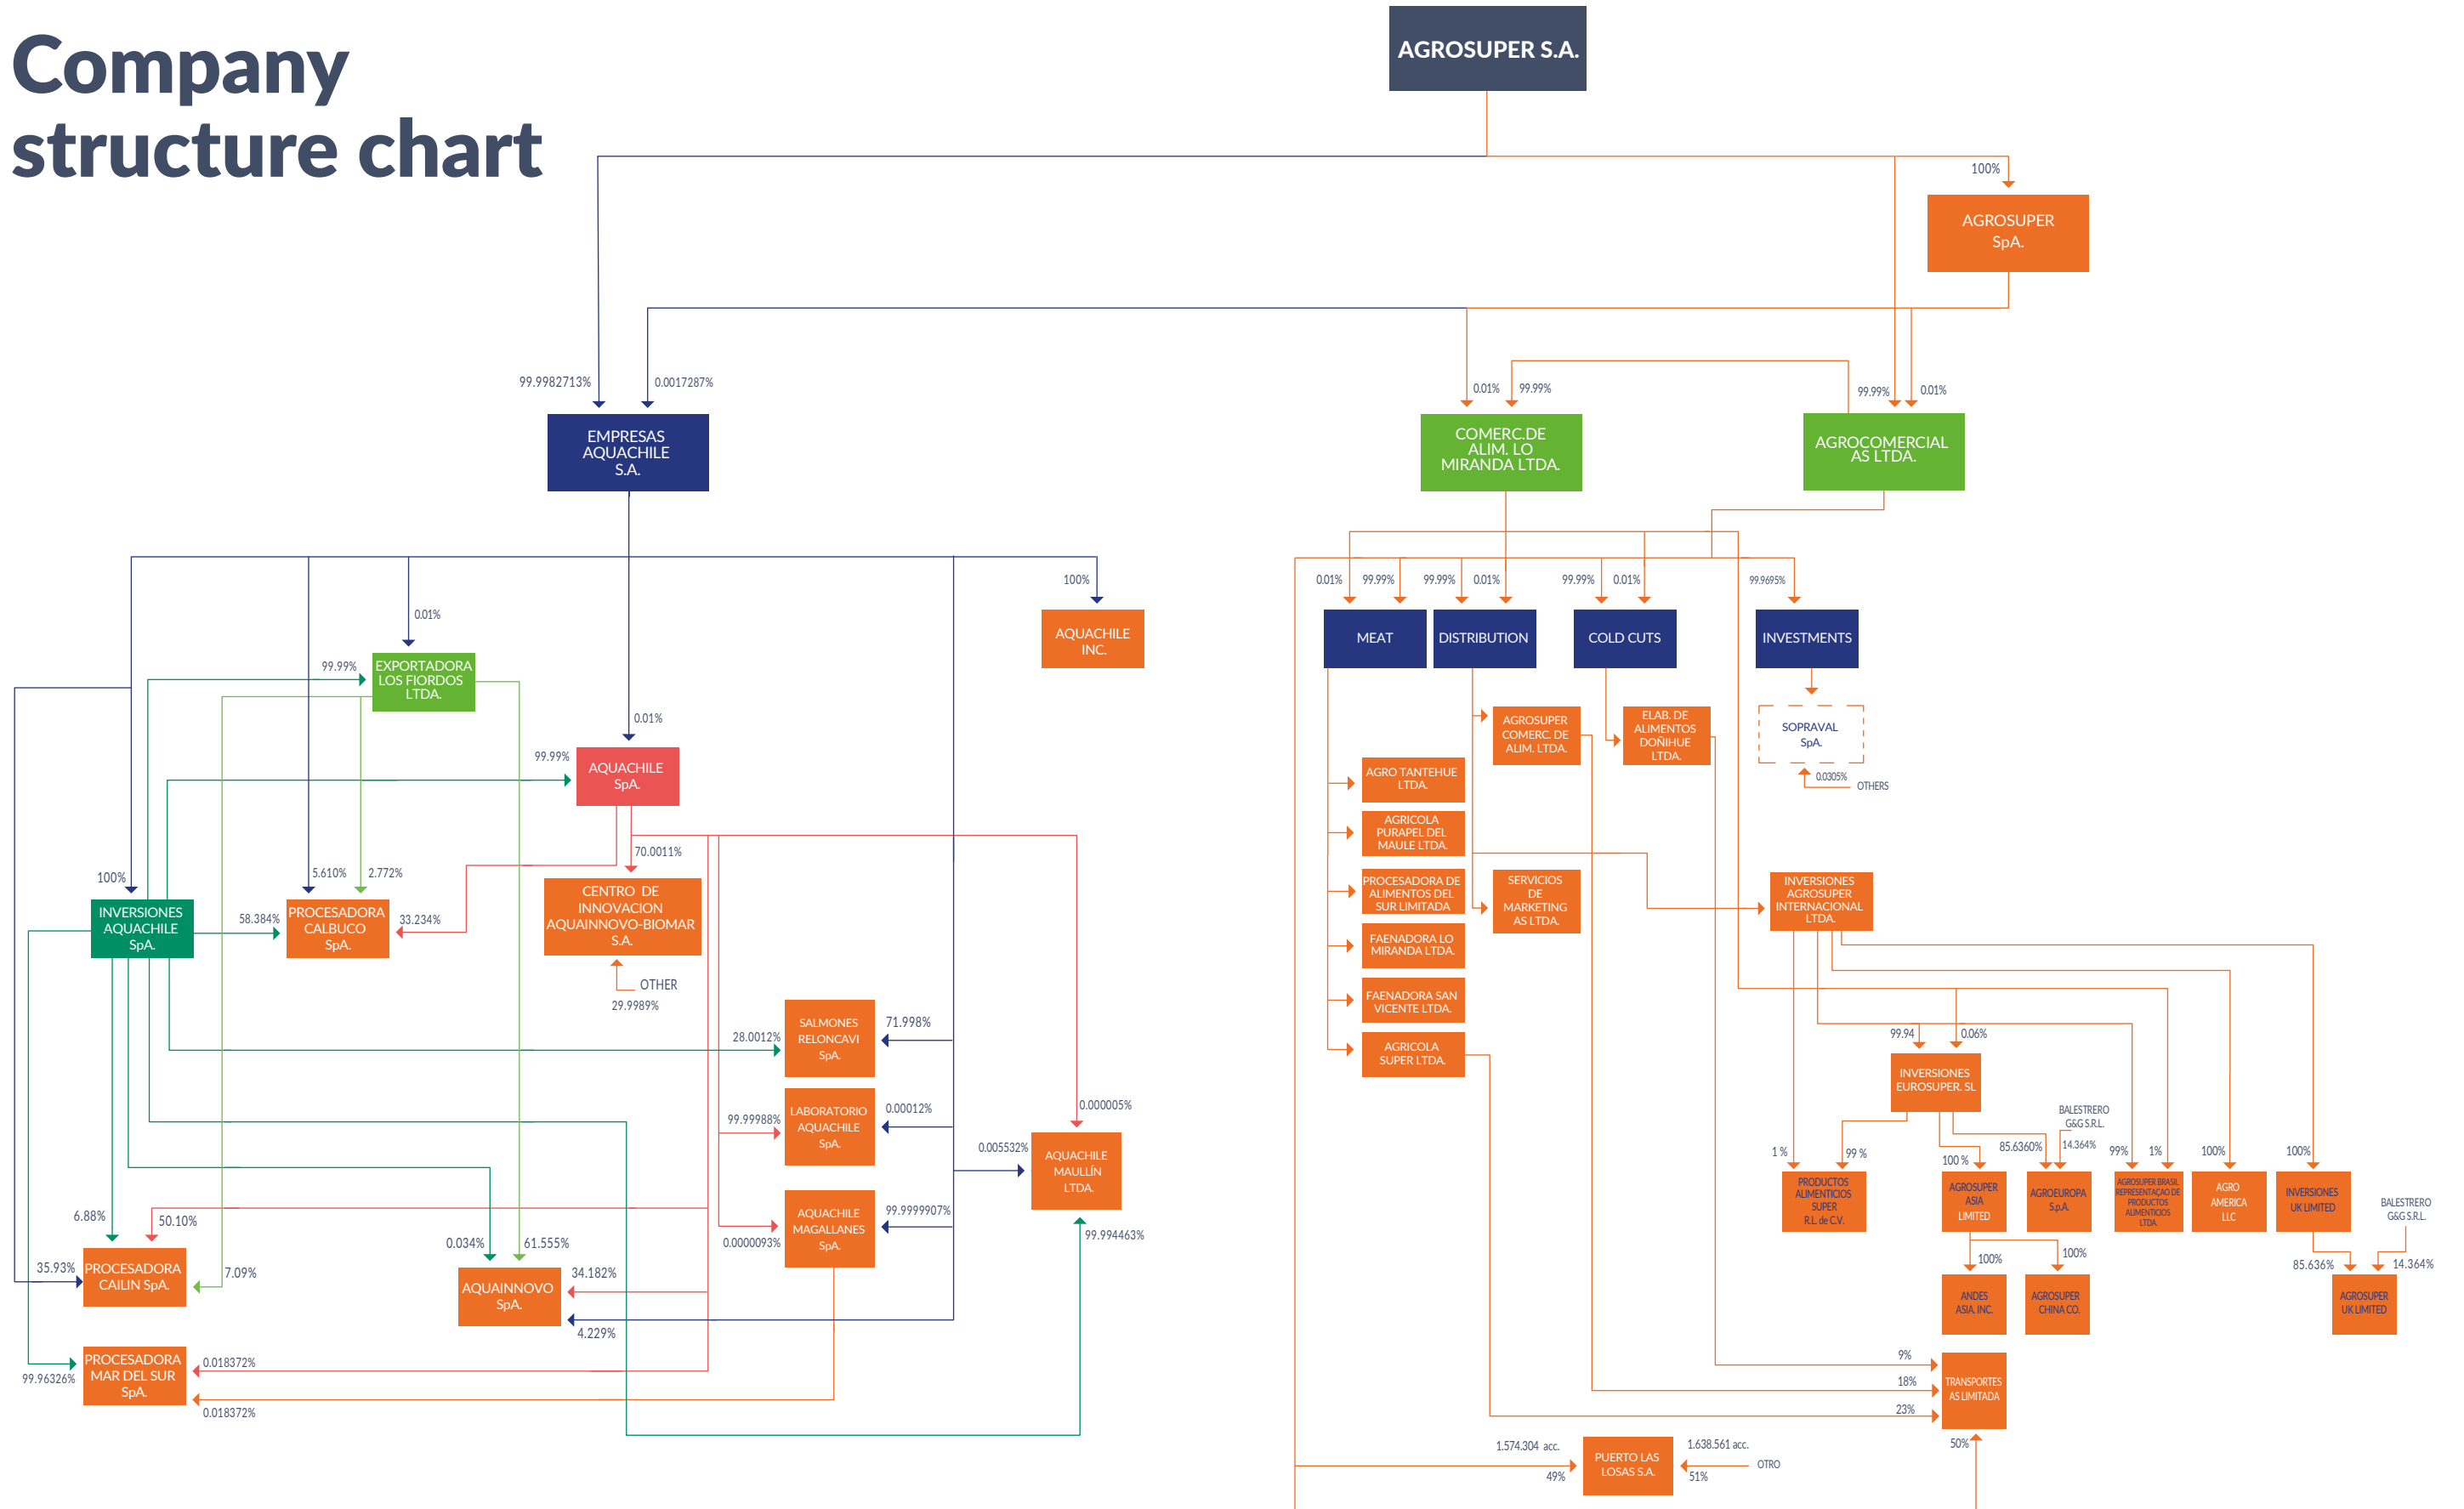 Company
structure chart
AGROSUPER S.A.
100%
AGROSUPER
SpA.
99.9982713%
0.0017287%
0.01%
99.99%
99.99%
0.01%
EMPRESAS
AQUACHILE
S.A.
COMERC.DE
ALIM. LO
MIRANDA LTDA.
AGROCOMERCIAL
AS LTDA.
100%
0.01%
99.99%
99.99%
0.01%
99.99%
0.01%
99.9695%
0.01%
AQUACHILE
INC.
MEAT
DISTRIBUTION
COLD CUTS
INVESTMENTS
99.99%
EXPORTADORA
LOS FIORDOS
LTDA.
0.01%
99.99%
AQUACHILE
SpA.
AGROSUPER
COMERC. DE
ALIM. LTDA.
ELAB. DE
ALIMENTOS
DOÑIHUE
LTDA.
SOPRAVAL
SpA.
0.0305%
OTHERS
AGRO TANTEHUE
LTDA.
AGRICOLA
PURAPEL DEL
MAULE LTDA.
PROCESADORA DE
ALIMENTOS DEL
SUR LIMITADA
SERVICIOS
DE
MARKETING
AS LTDA.
INVERSIONES
AGROSUPER
INTERNACIONAL
LTDA.
FAENADORA LO
MIRANDA LTDA.
FAENADORA SAN
VICENTE LTDA.
AGRICOLA
SUPER LTDA.
70.0011%
100%
5.610%
2.772%
INVERSIONES
AQUACHILE
SpA.
58.384%
PROCESADORA
CALBUCO
SpA.
33.234%
CENTRO DE
INNOVACION
AQUAINNOVO-BIOMAR
S.A.
OTHER
29.9989%
SALMONES
RELONCAVI
SpA.
71.998%
28.0012%
99.94
0.06%
INVERSIONES
EUROSUPER. SL
LABORATORIO
AQUACHILE
SpA.
0.00012%
99.99988%
0.000005%
0.005532%
AQUACHILE
MAULLÍN
LTDA.
BALESTRERO
G&G S.R.L.
1 %
99 %
100 %
85.6360%
14.364%
99%
1%
100%
100%
PRODUCTOS
ALIMENTICIOS
SUPER
R.L. de C.V.
AGROSUPER
ASIA
LIMITED
AGROEUROPA
S.p.A.
AGROSUPER BRASIL
REPRESENTAÇAO DE
PRODUCTOS
ALIMENTICIOS
LTDA.
AGRO
AMERICA
LLC
INVERSIONES
UK LIMITED
BALESTRERO
G&G S.R.L.
AQUACHILE
MAGALLANES
SpA.
99.9999907%
0.0000093%
99.994463%
6.88%
50.10%
0.034%
61.555%
35.93%
PROCESADORA
CAILIN SpA.
7.09%
AQUAINNOVO
SpA.
34.182%
4.229%
100%
100%
85.636%
14.364%
ANDES
ASIA. INC.
AGROSUPER
CHINA CO.
AGROSUPER
UK LIMITED
PROCESADORA
MAR DEL SUR
SpA.
0.018372%
99.96326%
0.018372%
9%
18%
23%
TRANSPORTES
AS LIMITADA
50%
1.574.304 acc.
49%
PUERTO LAS
LOSAS S.A.
1.638.561 acc.
51%
OTRO